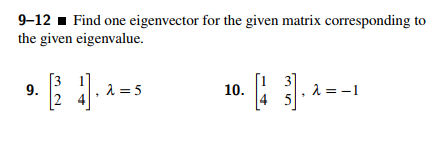 9–12 ■ Find one eigenvector for the given matrix corresponding to
the given eigenvalue.
9. [3 1; 2 4], λ = 5 10. [1 3; 4 5], λ = −1